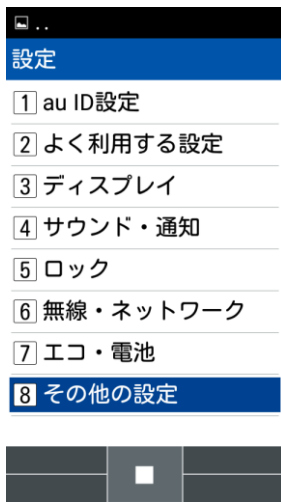 設定
1 au ID設定
2 よく利用する設定
3 ディスプレイ
4 サウンド・通知
5 ロック
6 無線・ネットワーク
7 エコ・電池
8 その他の設定